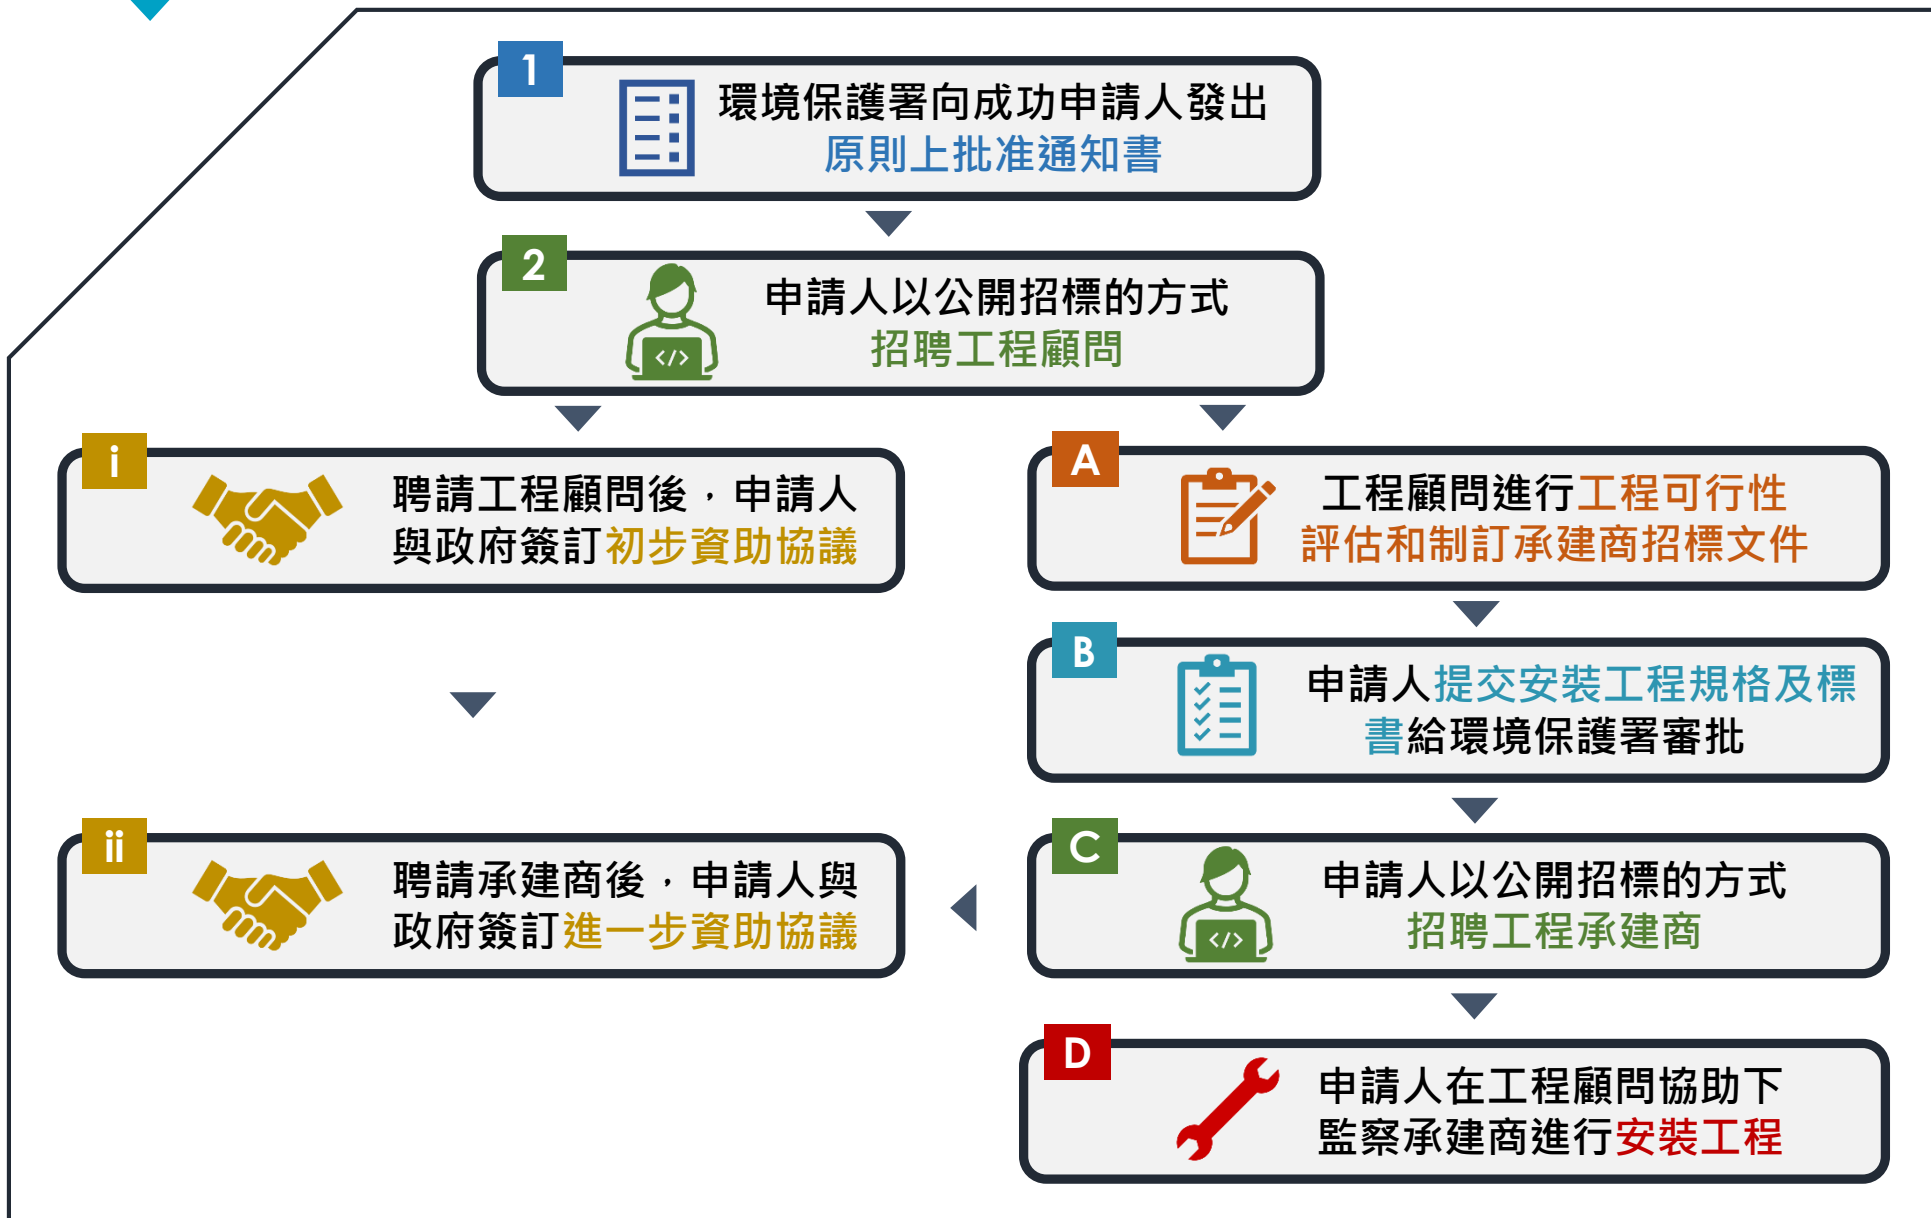 1
環境保護署向成功申請人發出
原則上批准通知書
2
申請人以公開招標的方式
招聘工程顧問
</>
i
聘請工程顧問後，申請人
與政府簽訂初步資助協議
A
工程顧問進行工程可行性
評估和制訂承建商招標文件
B
申請人提交安裝工程規格及標
書給環境保護署審批
ii
聘請承建商後，申請人與
政府簽訂進一步資助協議
C
申請人以公開招標的方式
招聘工程承建商
</>
D
申請人在工程顧問協助下
監察承建商進行安裝工程